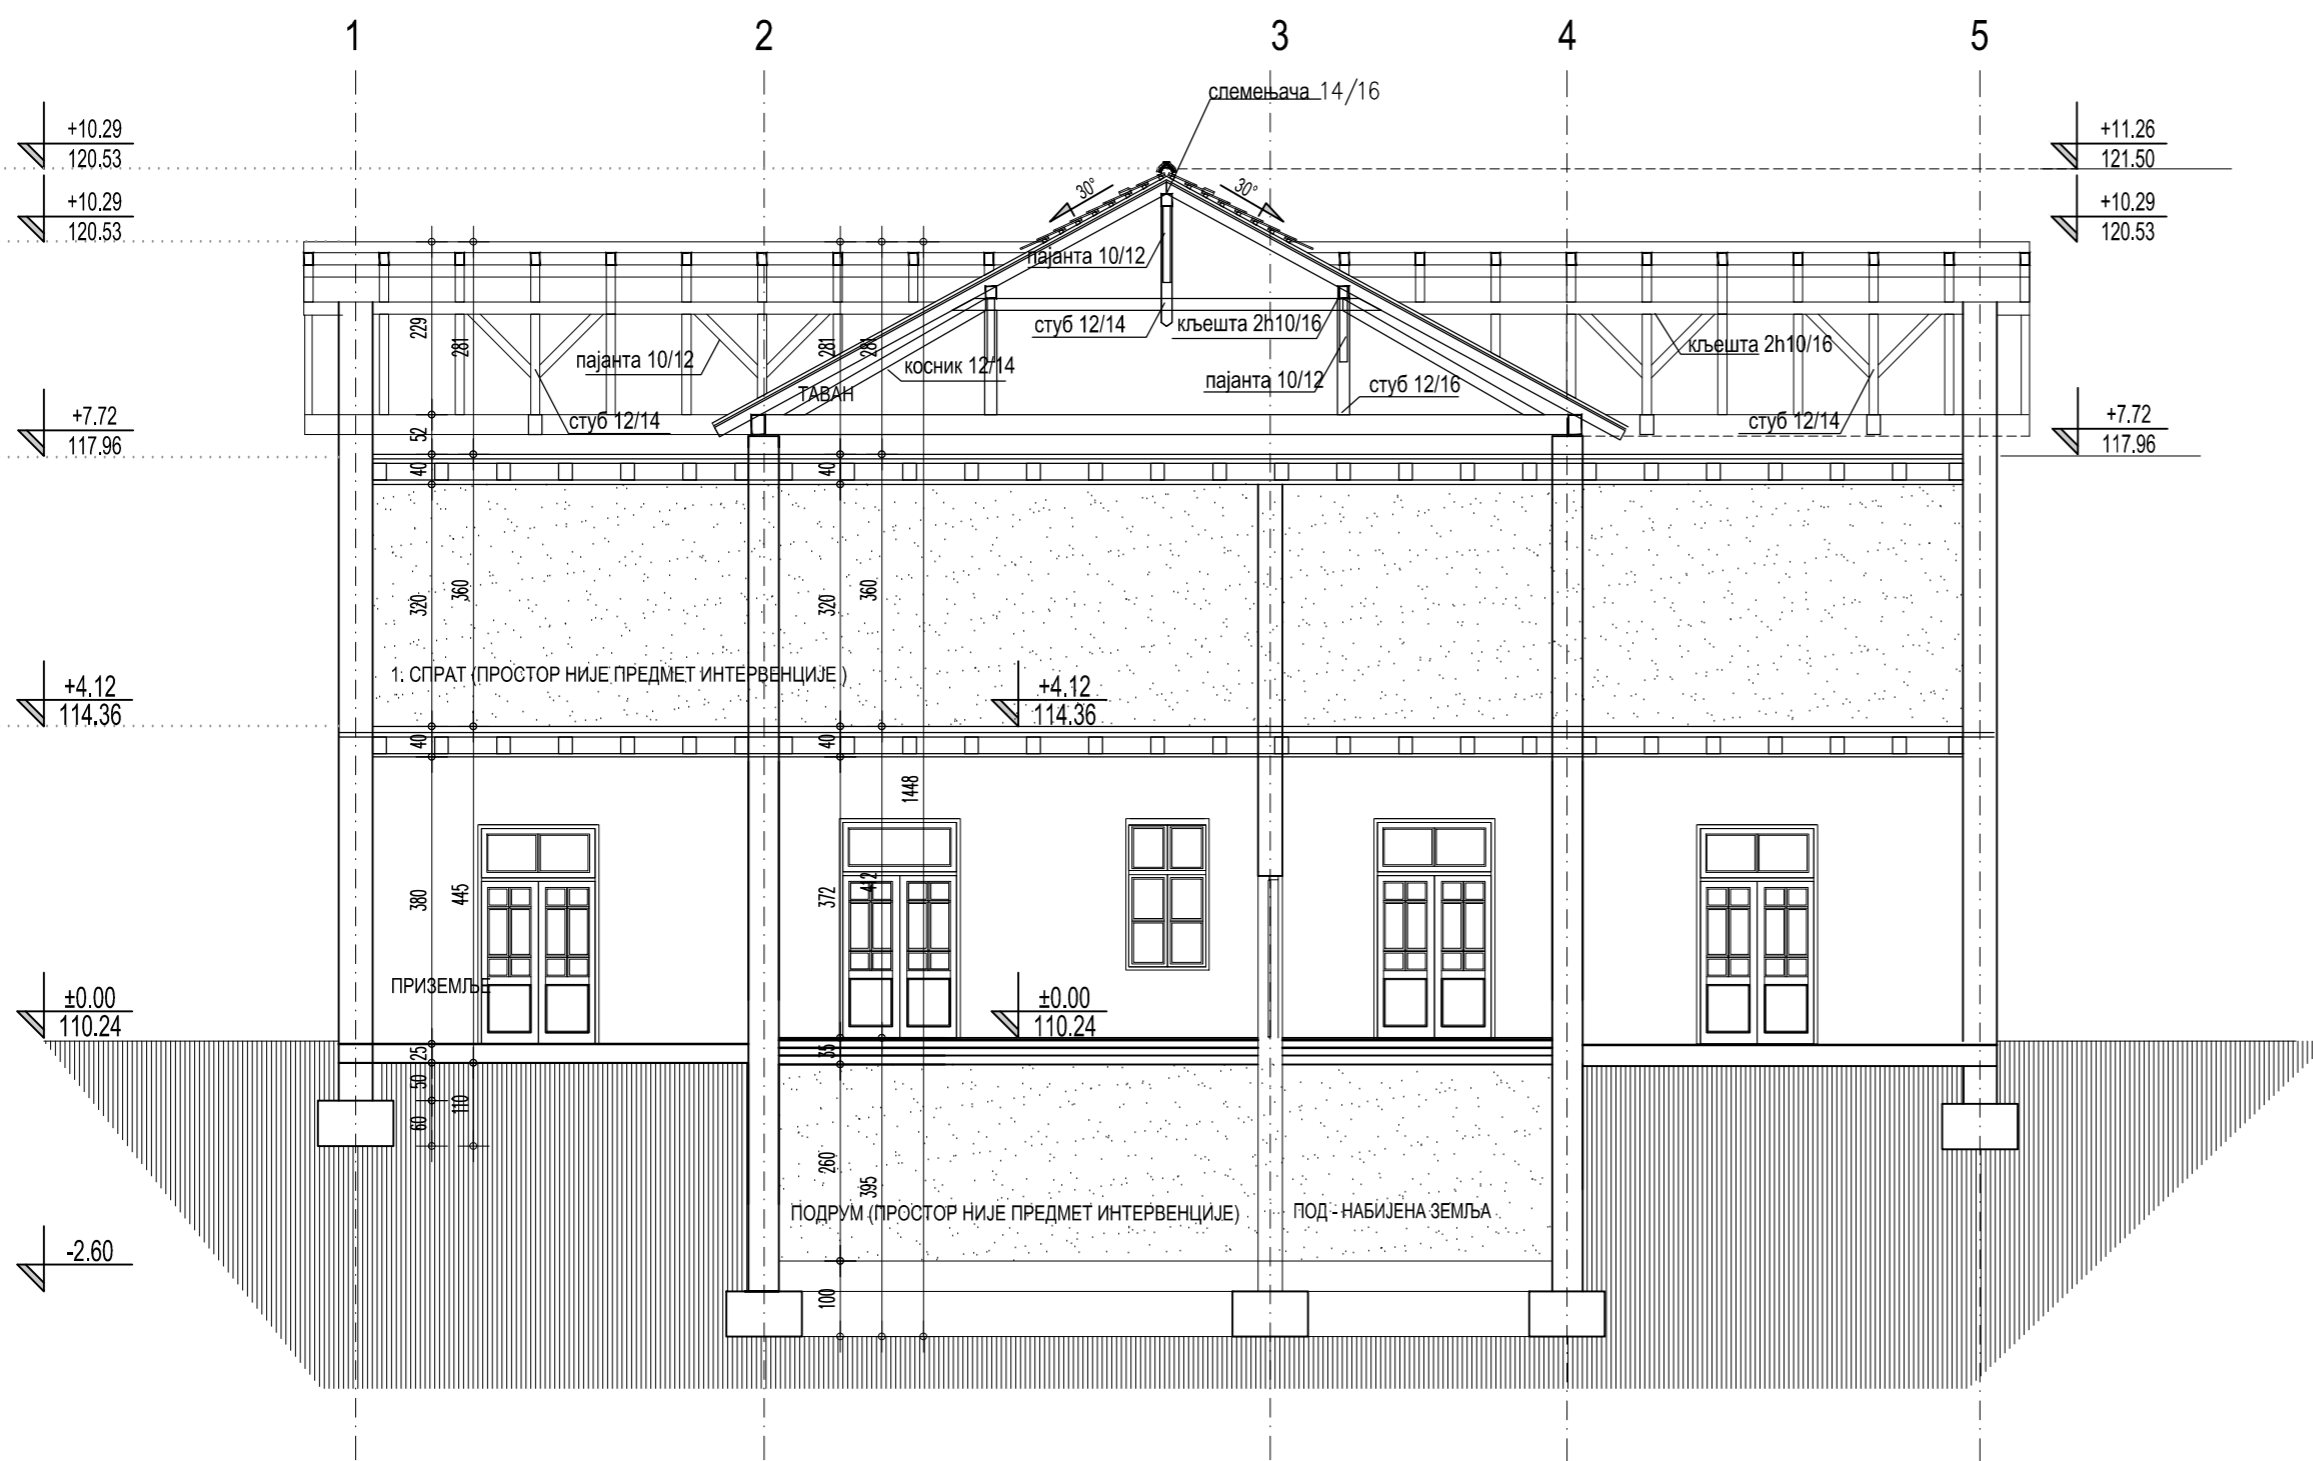 1 2 3 4 5
слемењача 14/16
+10.29
120.53
+11.26
121.50
30° 30°
+10.29
120.53
+10.29
120.53
пајанта 10/12
229
281
281
281
стуб 12/14
кљешта 2h10/16
кљешта 2h10/16
пајанта 10/12
косник 12/14
пајанта 10/12
стуб 12/16
ТАВАН
стуб 12/14
стуб 12/14
+7.72
117.96
+7.72
117.96
52
40
40
320
360
320
360
1. СПРАТ (ПРОСТОР НИЈЕ ПРЕДМЕТ ИНТЕРВЕНЦИЈЕ )
+4.12
114.36
+4.12
114.36
40
40
1448
380
445
372
412
ПРИЗЕМЉЕ
±0.00
110.24
±0.00
110.24
25
35
50
110
60
260
395
ПОДРУМ (ПРОСТОР НИЈЕ ПРЕДМЕТ ИНТЕРВЕНЦИЈЕ)
ПОД - НАБИЈЕНА ЗЕМЉА
-2.60
100